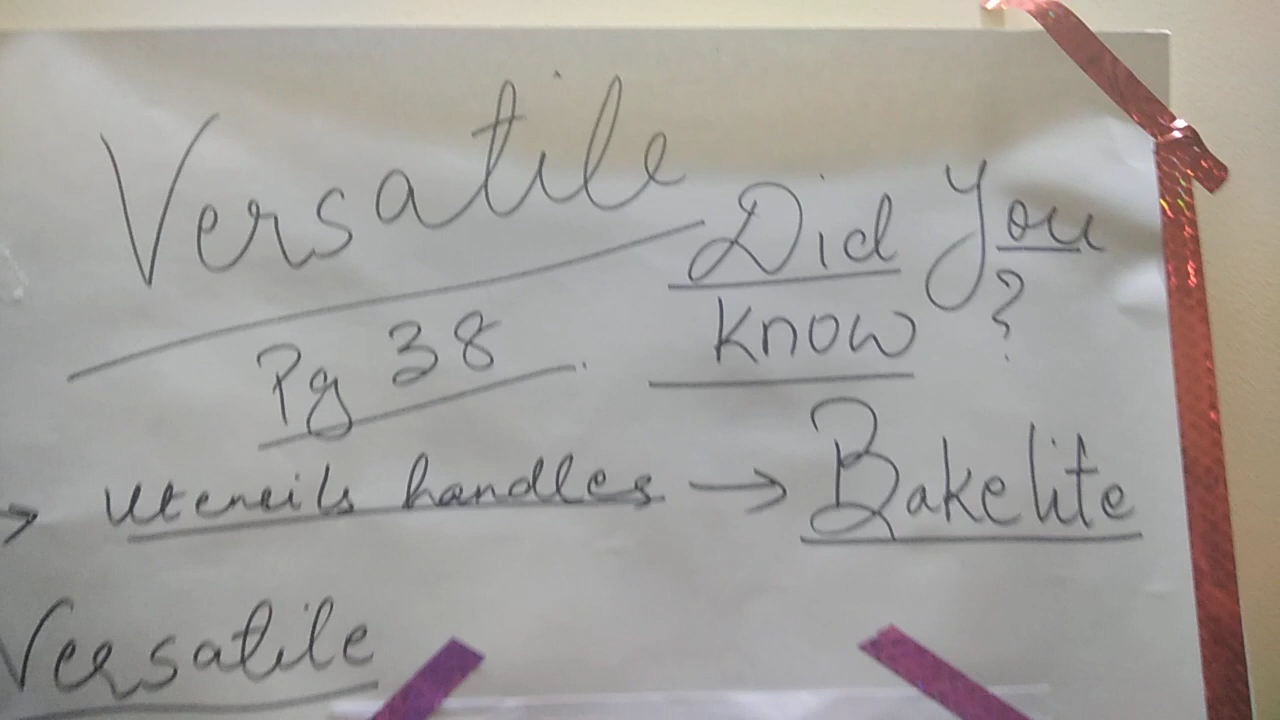 Versatile
Did You
know ?
Pg 38.
→ Utensils handles → Bakelite
Versatile